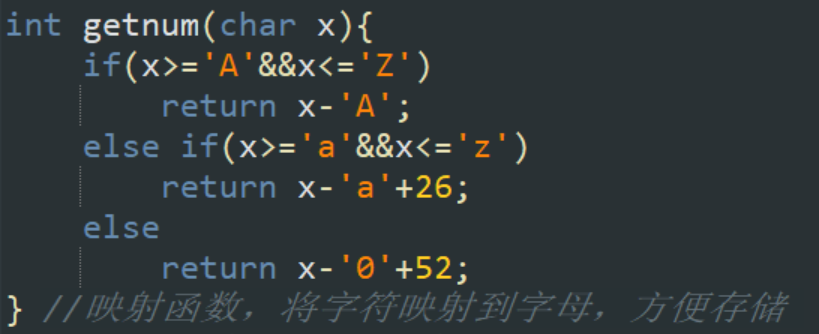 int getnum(char x){
    if(x>='A'&&x<='Z')
        return x-'A';
    else if(x>='a'&&x<='z')
        return x-'a'+26;
    else
        return x-'0'+52;
} //映射函数，将字符映射到字母，方便存储